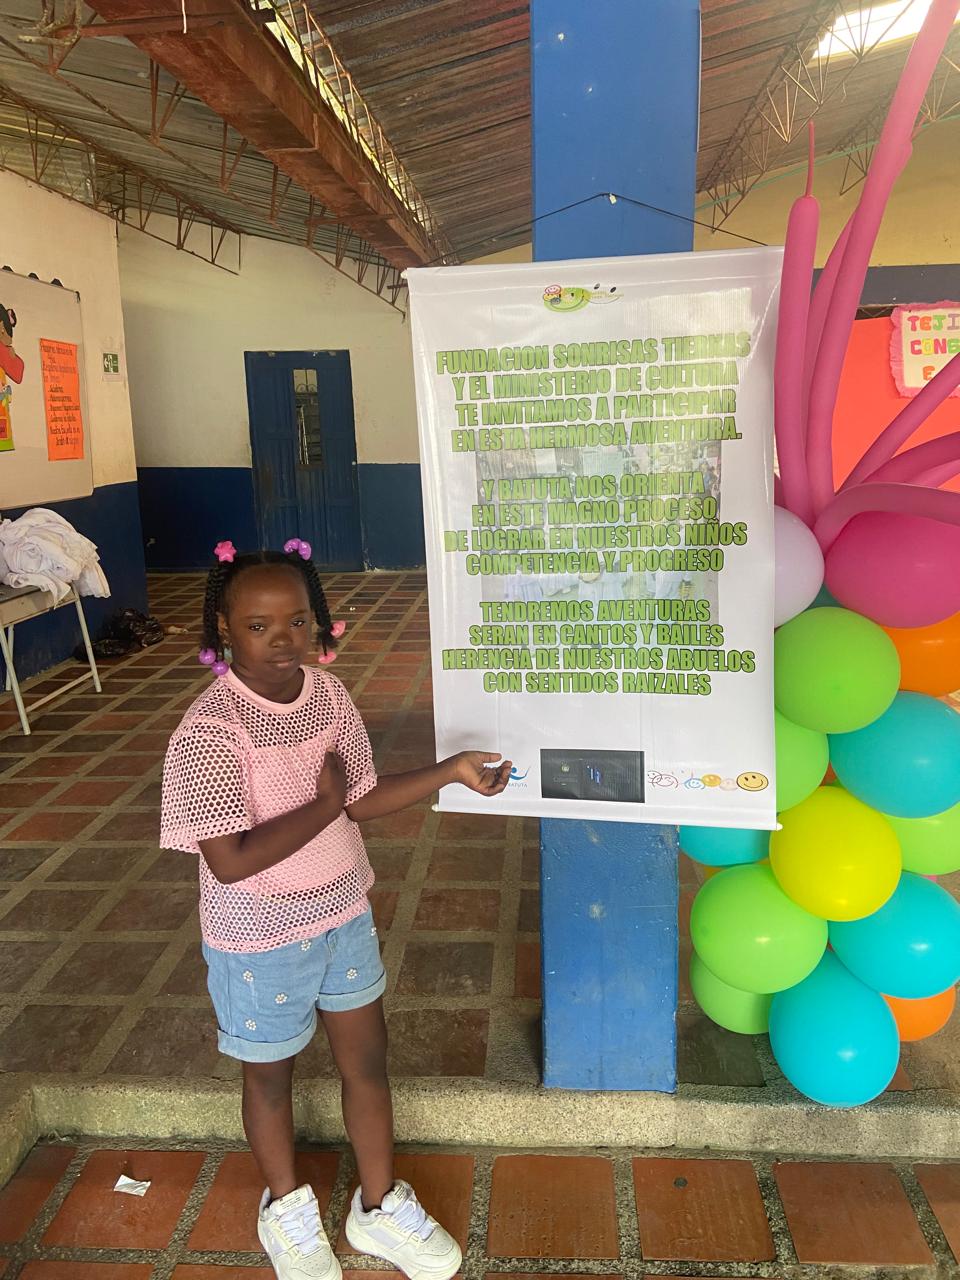 FUNDACION SONRISAS TIERNAS
Y EL MINISTERIO DE CULTURA
TE INVITAMOS A PARTICIPAR
EN ESTA HERMOSA AVENTURA.
Y BATUTA NOS ORIENTA
EN ESTE MAGNO PROCESO
DE LOGRAR EN NUESTROS NIÑOS
COMPETENCIA Y PROGRESO
TENDREMOS AVENTURAS
SERAN EN CANTOS Y BAILES
HERENCIA DE NUESTROS ABUELOS
CON SENTIDOS RAIZALES
BATUTA
TEJI
CONS
E